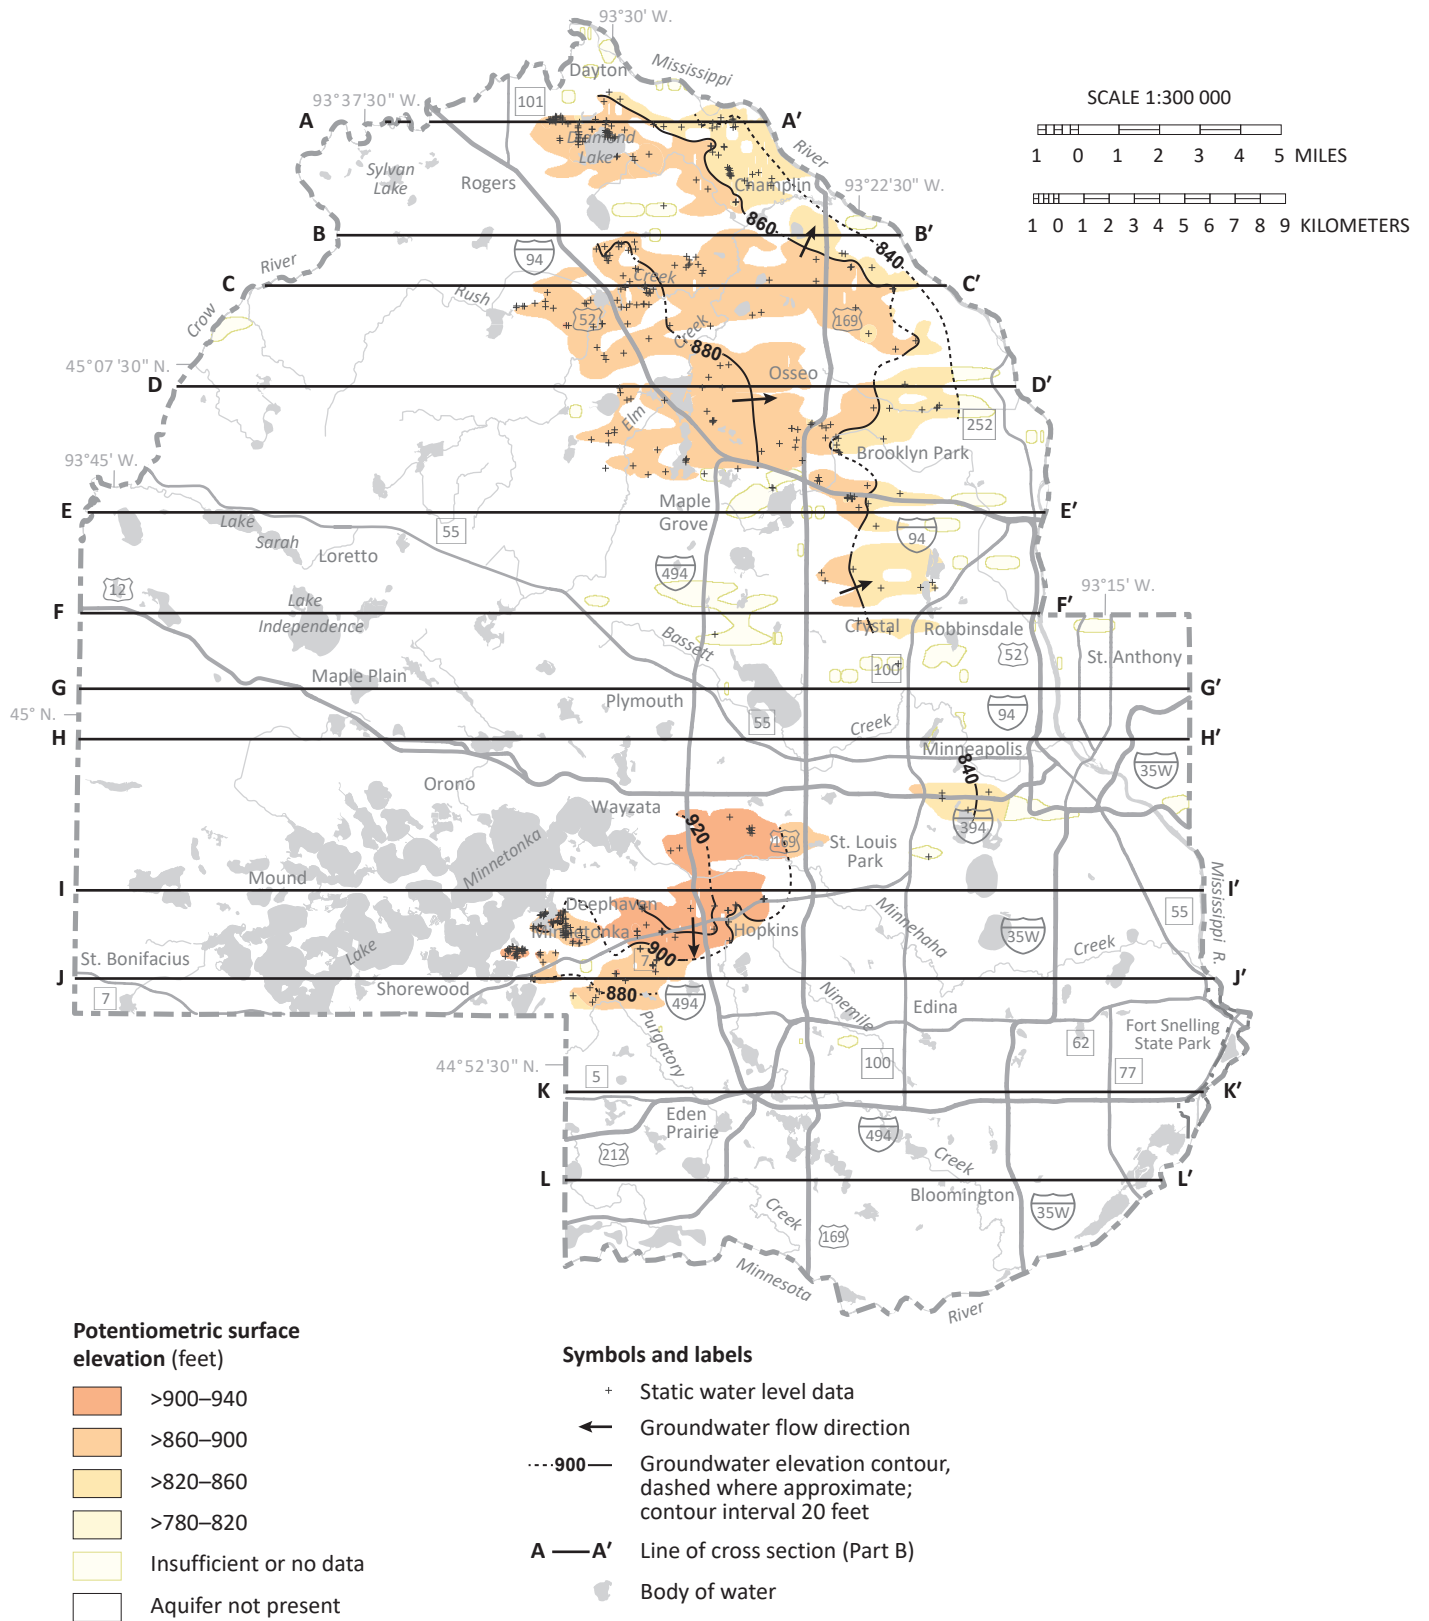 93°30' W.
Dayton
Mississippi
River
SCALE 1:300 000
1 0 1 2 3 4 5 MILES
1 0 1 2 3 4 5 6 7 8 9 KILOMETERS
93°37'30" W.
101
A A′
Diamond
Lake
Sylvan
Lake
Rogers
Champlin
93°22'30" W.
860
B B′
840
94
River
Creek
C C′
Rush
52
169
Crow
Creek
880
45°07'30" N.
Osseo
D D′
Elm
252
Brooklyn Park
93°45' W.
Maple
Grove
E E′
Lake
Sarah
55
94
Loretto
494
12
93°15' W.
Lake
Independence
F F′
Crystal
Robbinsdale
Bassett
52
St. Anthony
100
Maple Plain
G G′
Plymouth
45° N.
55
94
Creek
H H′
Minneapolis
840
35W
Orono
Wayzata
920
394
169
St. Louis
Park
Minnetonka
Mound
I I′
Deephaven
Minnetonka
Hopkins
Minnehaha
Mississippi R.
55
35W
Creek
Lake
900
7
St. Bonifacius
J J′
Shorewood
7
880
494
Ninemile
Edina
Purgatory
Fort Snelling
State Park
62
44°52'30" N.
5
100
77
K K′
Eden
Prairie
494
212
Creek
L L′
Bloomington
Creek
35W
169
Minnesota
River
Potentiometric surface
elevation (feet)
>900–940
>860–900
>820–860
>780–820
Insufficient or no data
Aquifer not present
Symbols and labels
Static water level data
Groundwater flow direction
900 Groundwater elevation contour,
dashed where approximate;
contour interval 20 feet
A A′ Line of cross section (Part B)
Body of water